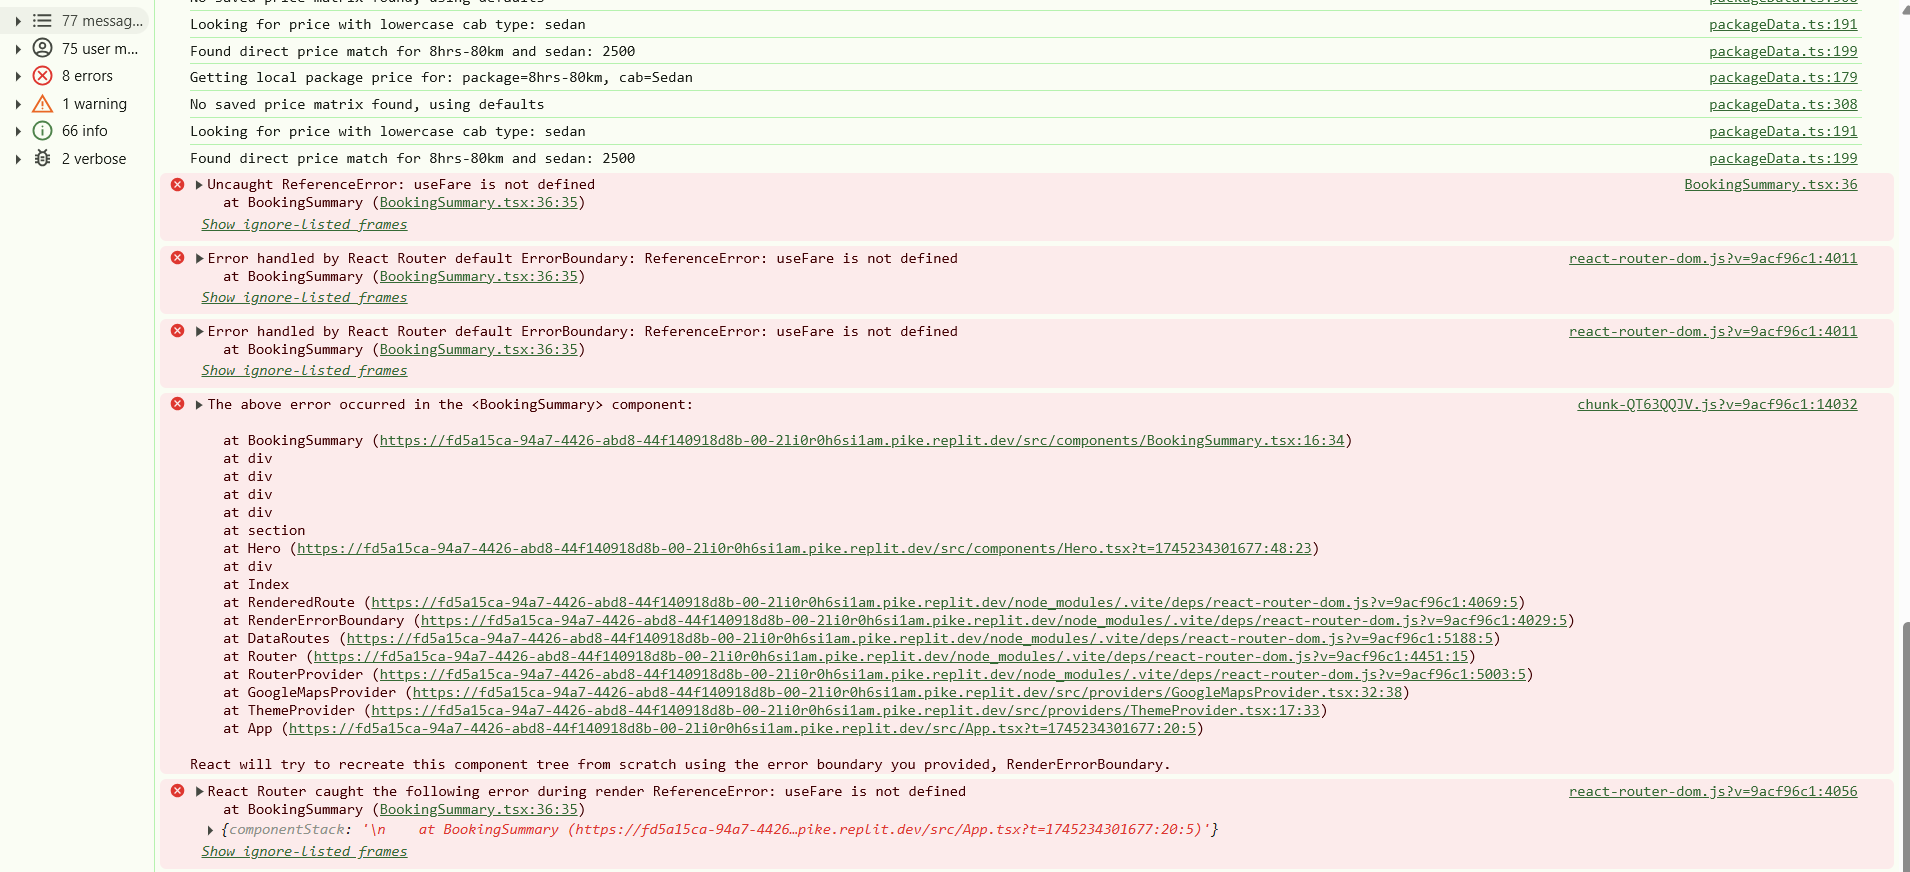 77 messag...
75 user m...
8 errors
1 warning
66 info
2 verbose
No saved price matrix found, using defaults packageData.ts:308
Looking for price with lowercase cab type: sedan packageData.ts:191
Found direct price match for 8hrs-80km and sedan: 2500 packageData.ts:199
Getting local package price for: package=8hrs-80km, cab=Sedan packageData.ts:179
No saved price matrix found, using defaults packageData.ts:308
Looking for price with lowercase cab type: sedan packageData.ts:191
Found direct price match for 8hrs-80km and sedan: 2500 packageData.ts:199
Uncaught ReferenceError: useFare is not defined BookingSummary.tsx:36
at BookingSummary (BookingSummary.tsx:36:35)
Show ignore-listed frames
Error handled by React Router default ErrorBoundary: ReferenceError: useFare is not defined react-router-dom.js?v=9acf96c1:4011
at BookingSummary (BookingSummary.tsx:36:35)
Show ignore-listed frames
Error handled by React Router default ErrorBoundary: ReferenceError: useFare is not defined react-router-dom.js?v=9acf96c1:4011
at BookingSummary (BookingSummary.tsx:36:35)
Show ignore-listed frames
The above error occurred in the <BookingSummary> component: chunk-QT63QQJV.js?v=9acf96c1:14032
at BookingSummary (https://fd5a15ca-94a7-4426-abd8-44f140918d8b-00-2li0r0h6si1am.pike.replit.dev/src/components/BookingSummary.tsx:16:34)
at div
at div
at div
at div
at section
at Hero (https://fd5a15ca-94a7-4426-abd8-44f140918d8b-00-2li0r0h6si1am.pike.replit.dev/src/components/Hero.tsx?t=1745234301677:48:23)
at div
at Index
at RenderedRoute (https://fd5a15ca-94a7-4426-abd8-44f140918d8b-00-2li0r0h6si1am.pike.replit.dev/node_modules/.vite/deps/react-router-dom.js?v=9acf96c1:4069:5)
at RenderErrorBoundary (https://fd5a15ca-94a7-4426-abd8-44f140918d8b-00-2li0r0h6si1am.pike.replit.dev/node_modules/.vite/deps/react-router-dom.js?v=9acf96c1:4029:5)
at DataRoutes (https://fd5a15ca-94a7-4426-abd8-44f140918d8b-00-2li0r0h6si1am.pike.replit.dev/node_modules/.vite/deps/react-router-dom.js?v=9acf96c1:5188:5)
at Router (https://fd5a15ca-94a7-4426-abd8-44f140918d8b-00-2li0r0h6si1am.pike.replit.dev/node_modules/.vite/deps/react-router-dom.js?v=9acf96c1:4451:15)
at RouterProvider (https://fd5a15ca-94a7-4426-abd8-44f140918d8b-00-2li0r0h6si1am.pike.replit.dev/node_modules/.vite/deps/react-router-dom.js?v=9acf96c1:5003:5)
at GoogleMapsProvider (https://fd5a15ca-94a7-4426-abd8-44f140918d8b-00-2li0r0h6si1am.pike.replit.dev/src/providers/GoogleMapsProvider.tsx:32:38)
at ThemeProvider (https://fd5a15ca-94a7-4426-abd8-44f140918d8b-00-2li0r0h6si1am.pike.replit.dev/src/providers/ThemeProvider.tsx:17:33)
at App (https://fd5a15ca-94a7-4426-abd8-44f140918d8b-00-2li0r0h6si1am.pike.replit.dev/src/App.tsx?t=1745234301677:20:5)
React will try to recreate this component tree from scratch using the error boundary you provided, RenderErrorBoundary.
React Router caught the following error during render ReferenceError: useFare is not defined react-router-dom.js?v=9acf96c1:4056
at BookingSummary (BookingSummary.tsx:36:35)
{componentStack: '\n    at BookingSummary (https://fd5a15ca-94a7-4426…pike.replit.dev/src/App.tsx?t=1745234301677:20:5)'}
Show ignore-listed frames